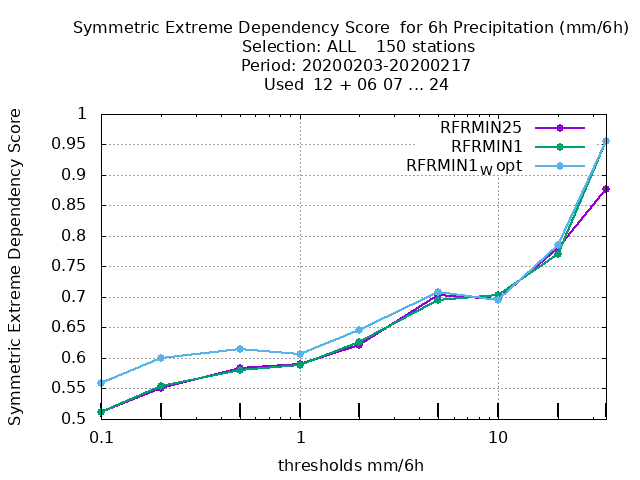 Symmetric Extreme Dependency Score  for 6h Precipitation (mm/6h)
Selection: ALL    150 stations
Period: 20200203-20200217
Used  12 + 06 07 ... 24
Symmetric Extreme Dependency Score
1
0.95
0.9
0.85
0.8
0.75
0.7
0.65
0.6
0.55
0.5
RFRMIN25
RFRMIN1
RFRMIN1W opt
0.1 1 10
thresholds mm/6h